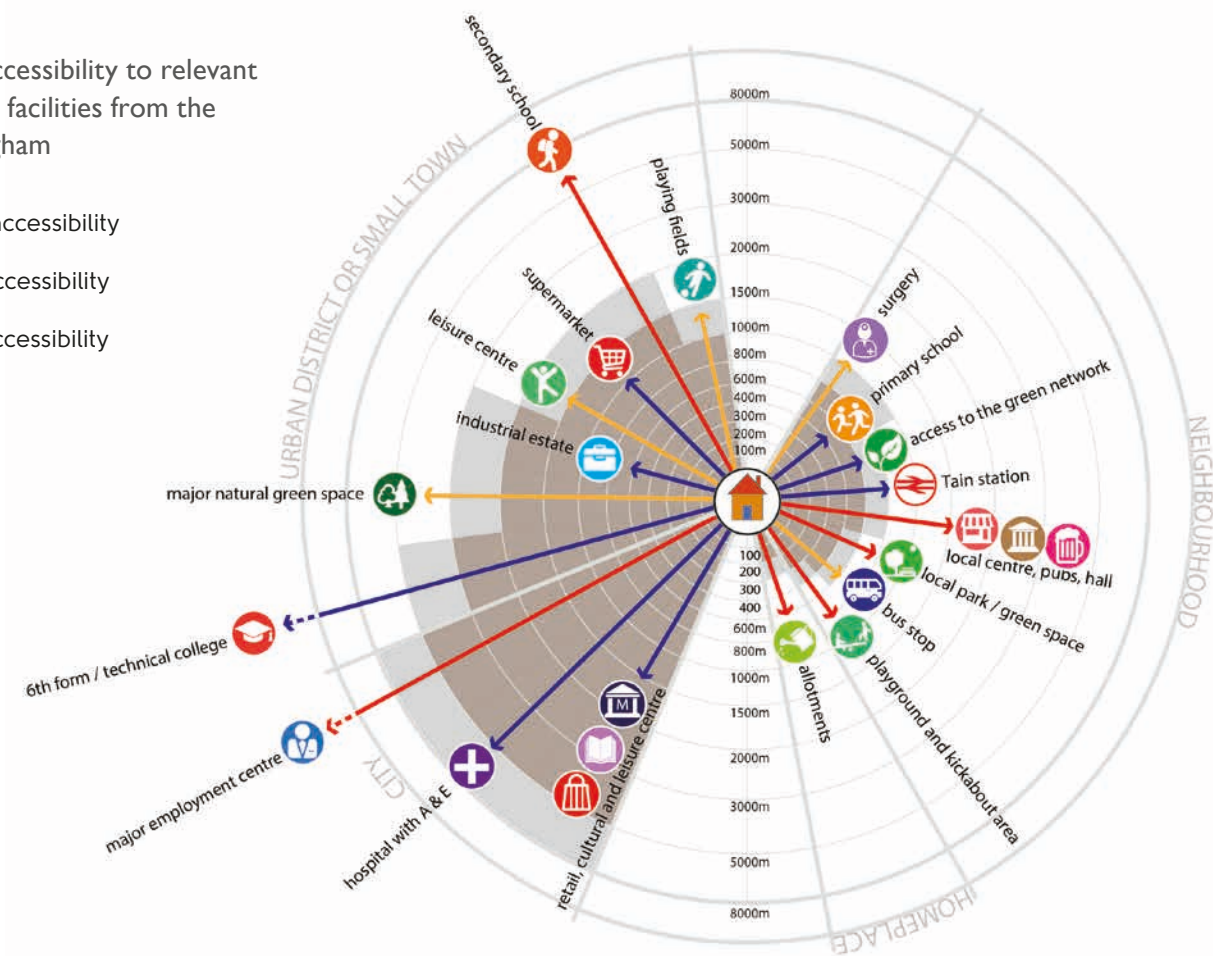 ccessibility to relevant
facilities from the
gham
accessibility
ccessibility
ccessibility
secondary school
playing fields
supermarket
leisure centre
industrial estate
major natural green space
6th form / technical college
major employment centre
hospital with A & E
retail, cultural and leisure centre
M
surgery
primary school
access to the green network
Tain station
local centre, pubs, hall
local park / green space
bus stop
playground and kickabout area
allotments
URBAN DISTRICT OR SMALL TOWN
NEIGHBOURHOOD
HOMEPLACE
CITY
8000m
5000m
3000m
2000m
1500m
1000m
800m
600m
400m
300m
200m
100m
100
200
300
400
600m
800m
1000m
1500m
2000m
3000m
5000m
8000m